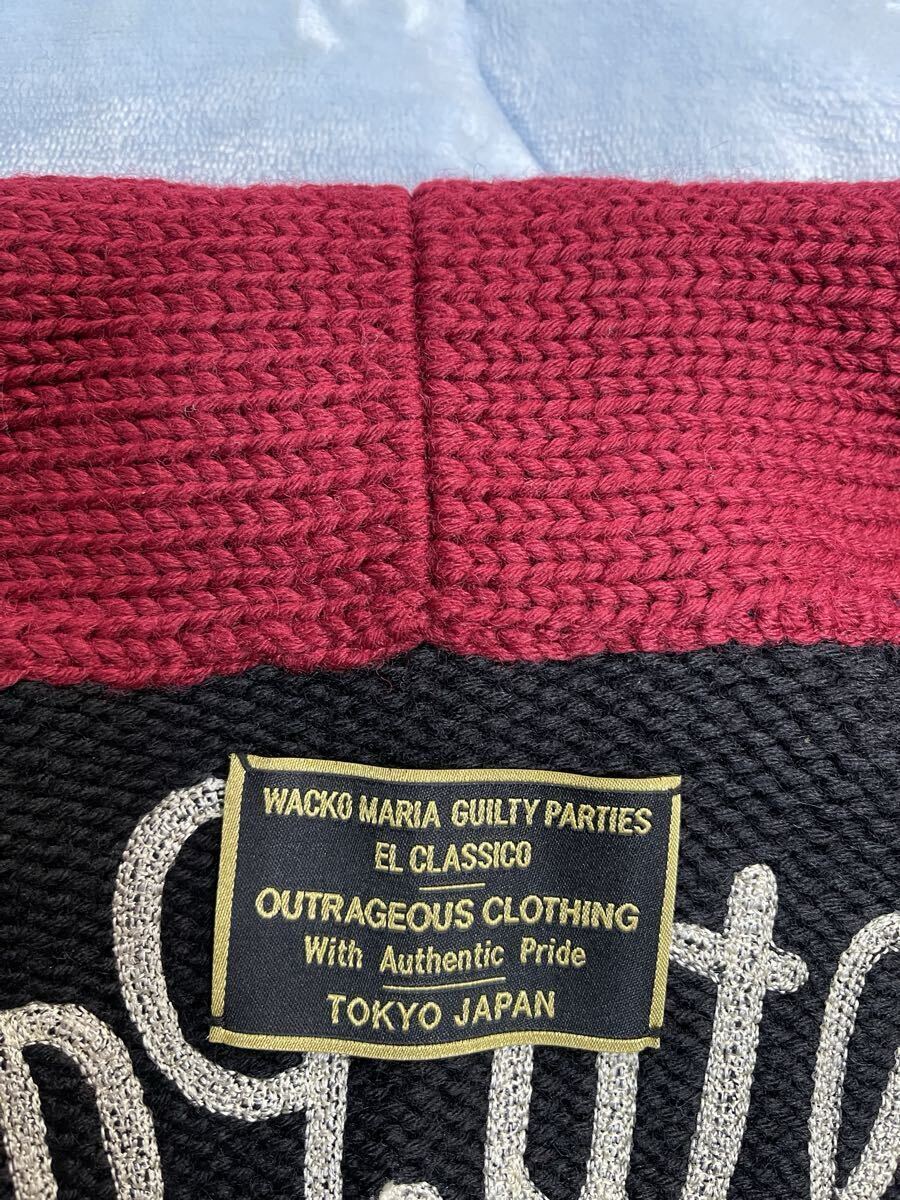 WACKO MARIA GUILTY PARTIES
EL CLASSICO
OUTRAGEOUS CLOTHING
With Authentic Pride
TOKYO JAPAN